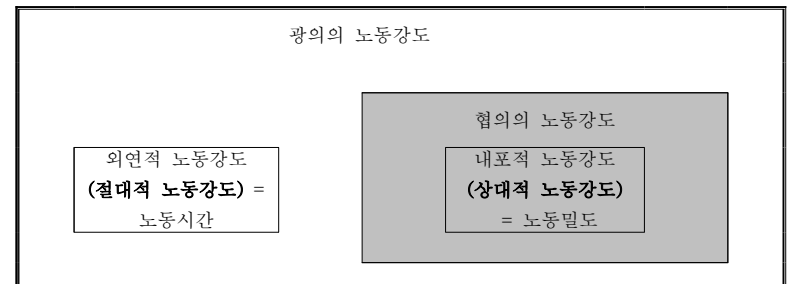 광의의 노동강도
협의의 노동강도
외연적 노동강도
(절대적 노동강도) =
노동시간
내포적 노동강도
(상대적 노동강도)
= 노동밀도